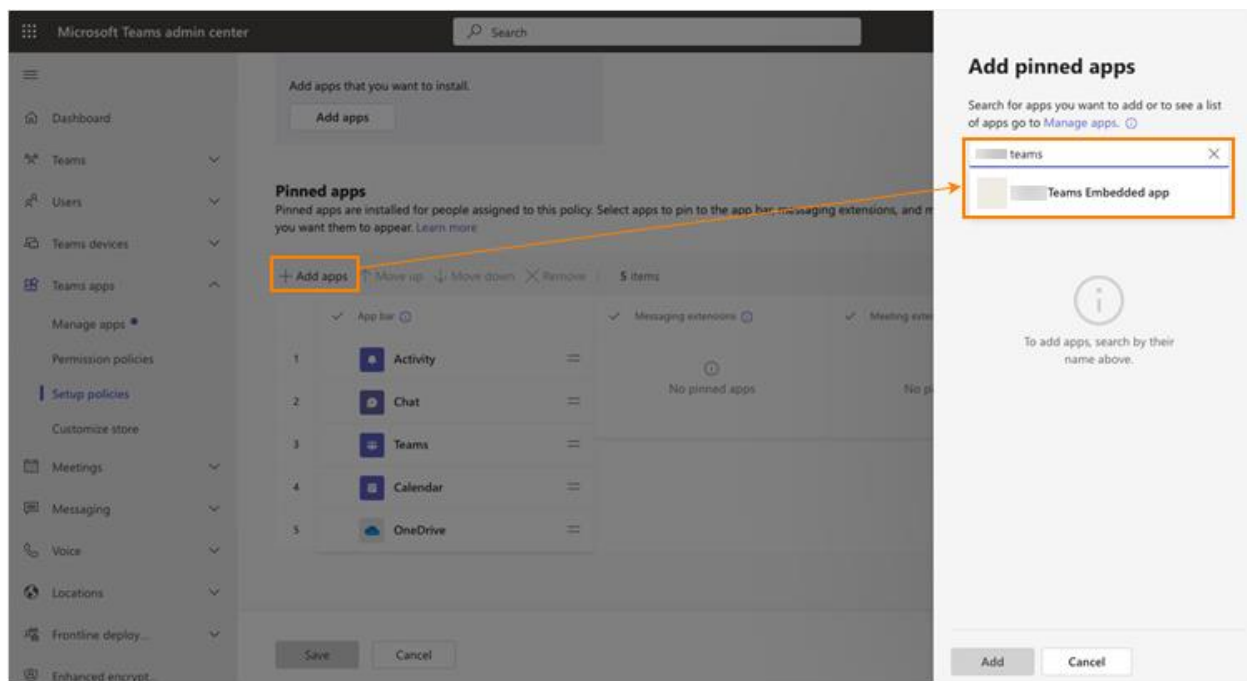 Microsoft Teams admin center
Search
Dashboard
Teams
Users
Teams devices
Teams apps
Manage apps
Permission policies
Setup policies
Customize store
Meetings
Messaging
Voice
Locations
Frontline deploy...
Enhanced encrypt...
Add apps that you want to install.
Add apps
Pinned apps
Pinned apps are installed for people assigned to this policy. Select apps to pin to the app bar, messaging extensions, and m
you want them to appear. Learn more
Add apps Move up Move down Remove 5 items
App bar Messaging extensions Meeting exten
1 Activity
2 Chat
3 Teams
4 Calendar
5 OneDrive
No pinned apps
No p
Save Cancel
Add pinned apps
Search for apps you want to add or to see a list
of apps go to Manage apps.
teams
Teams Embedded app
To add apps, search by their
name above.
Add Cancel